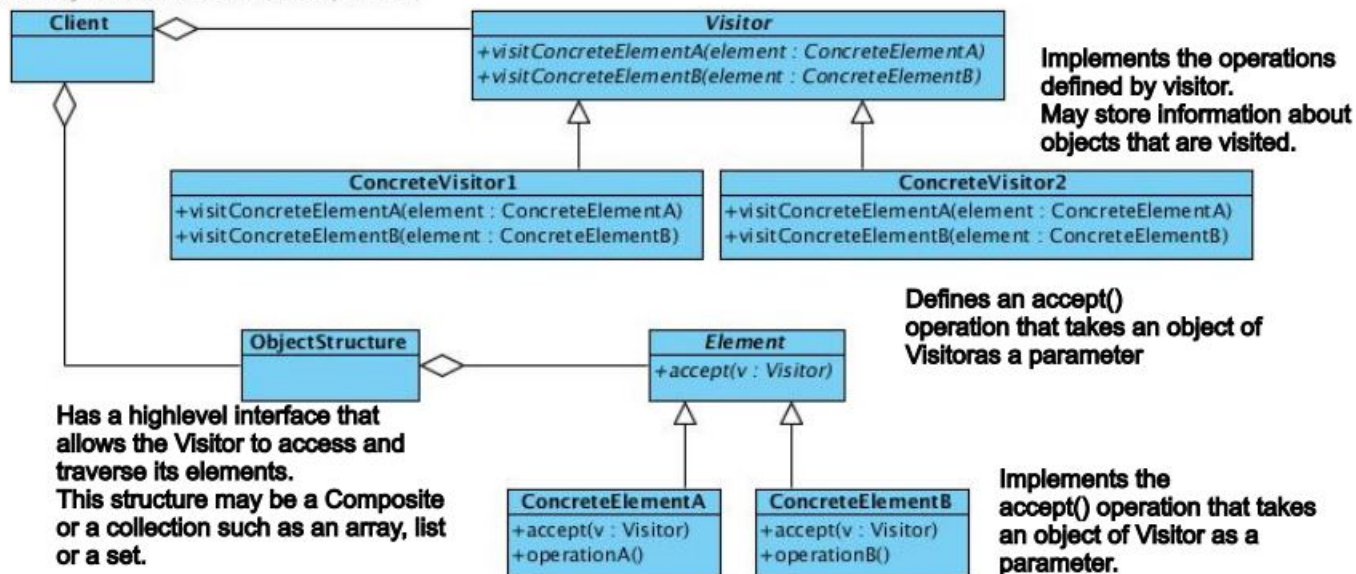 Client
Visitor
+visitConcreteElementA(element : ConcreteElementA)
+visitConcreteElementB(element : ConcreteElementB)
Implements the operations
defined by visitor.
May store information about
objects that are visited.
ConcreteVisitor1
+visitConcreteElementA(element : ConcreteElementA)
+visitConcreteElementB(element : ConcreteElementB)
ConcreteVisitor2
+visitConcreteElementA(element : ConcreteElementA)
+visitConcreteElementB(element : ConcreteElementB)
Defines an accept()
operation that takes an object of
Visitoras a parameter
ObjectStructure
Element
+accept(v : Visitor)
Has a highlevel interface that
allows the Visitor to access and
traverse its elements.
This structure may be a Composite
or a collection such as an array, list
or a set.
ConcreteElementA
+accept(v : Visitor)
+operationA()
ConcreteElementB
+accept(v : Visitor)
+operationB()
Implements the
accept() operation that takes
an object of Visitor as a
parameter.